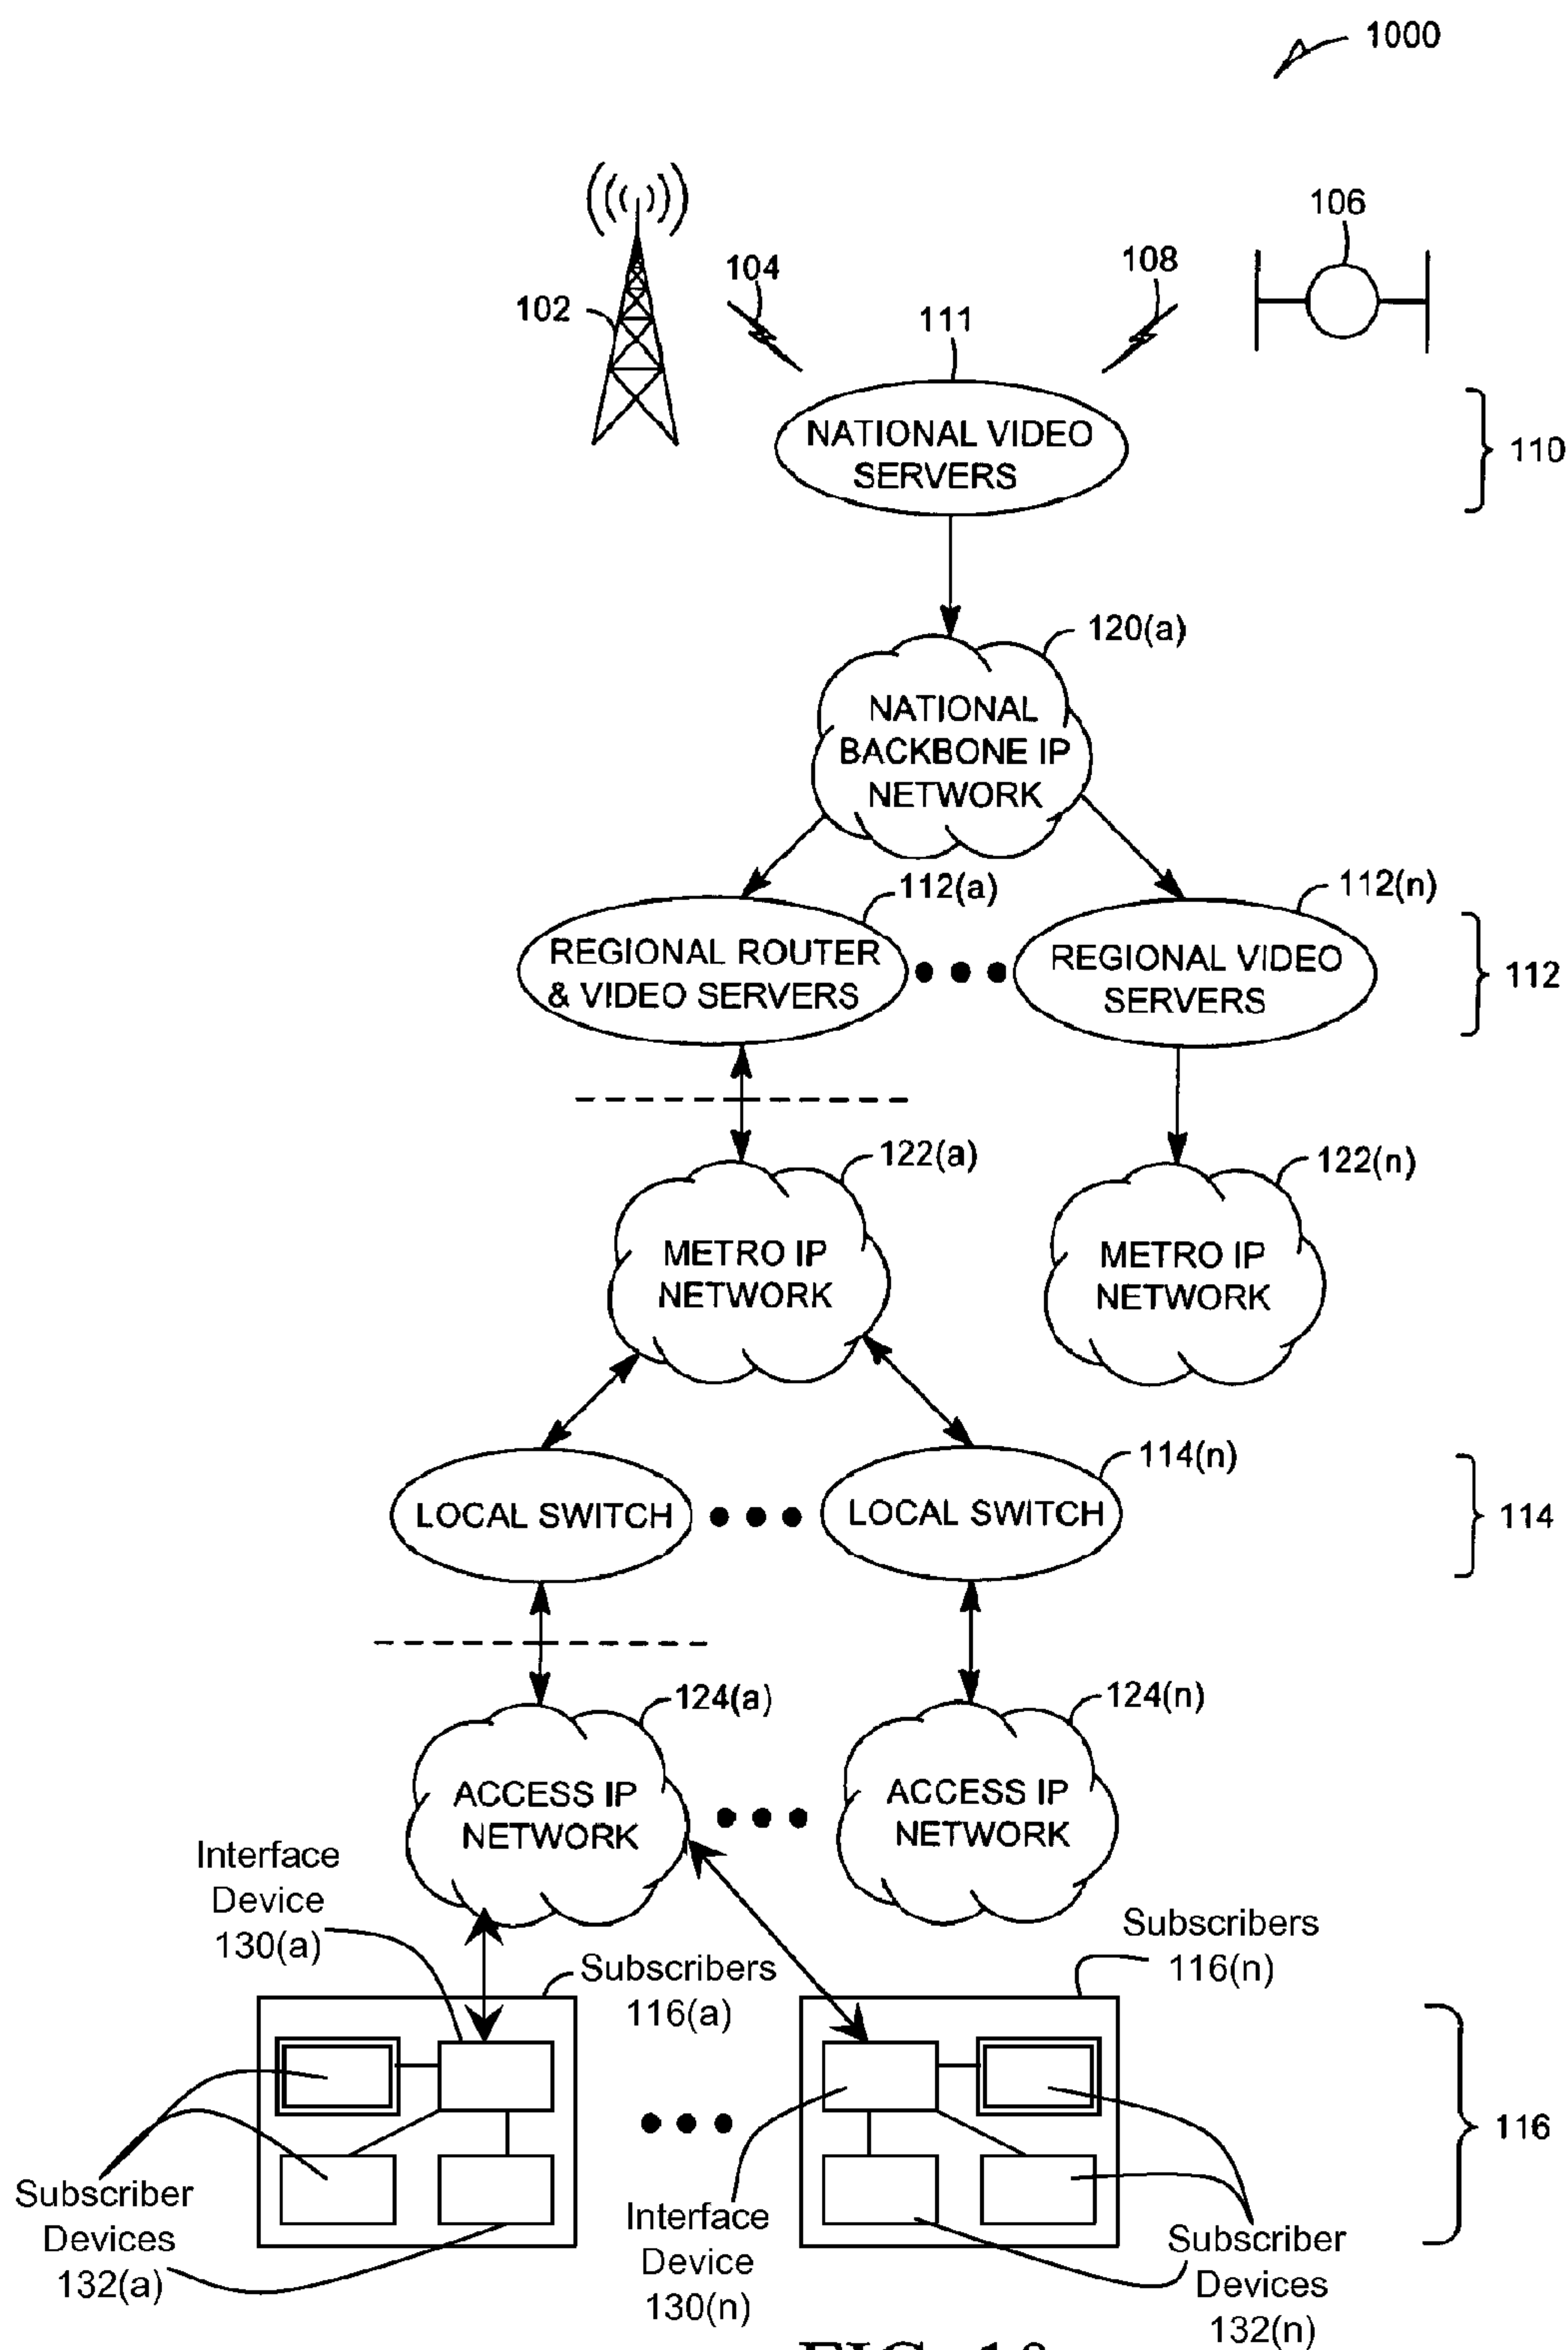 1000
106
104
108
102
111
NATIONAL VIDEO
SERVERS
110
120(a)
NATIONAL
BACKBONE IP
NETWORK
112(a)
112(n)
REGIONAL ROUTER
& VIDEO SERVERS
REGIONAL VIDEO
SERVERS
112
122(a)
122(n)
METRO IP
NETWORK
METRO IP
NETWORK
114(n)
LOCAL SWITCH
LOCAL SWITCH
114
124(a)
124(n)
ACCESS IP
NETWORK
ACCESS IP
NETWORK
Interface
Device
130(a)
Subscribers
116(a)
Subscribers
116(n)
116
Subscriber
Devices
132(a)
Interface
Device
130(n)
Subscriber
Devices
132(n)